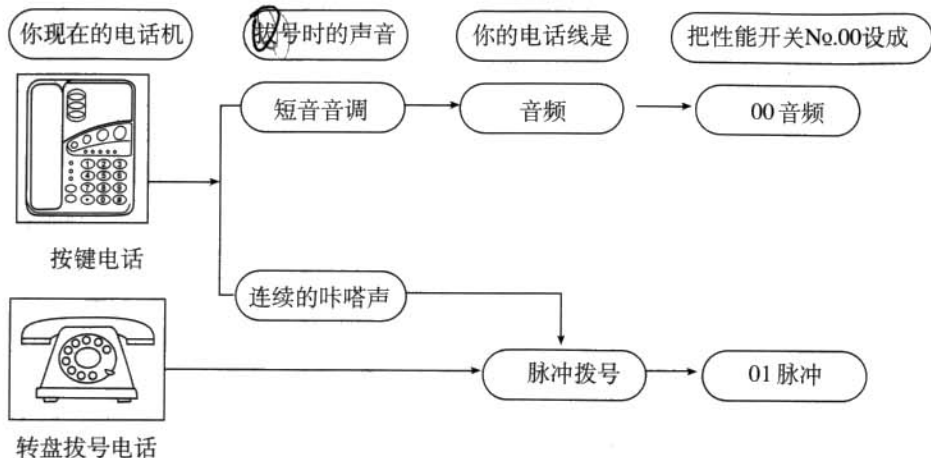 你现在的电话机
拔号时的声音
你的电话线是
把性能开关№.00设成
短音音调
音频
00音频
按键电话
连续的咔嗒声
脉冲拨号
01脉冲
转盘拨号电话